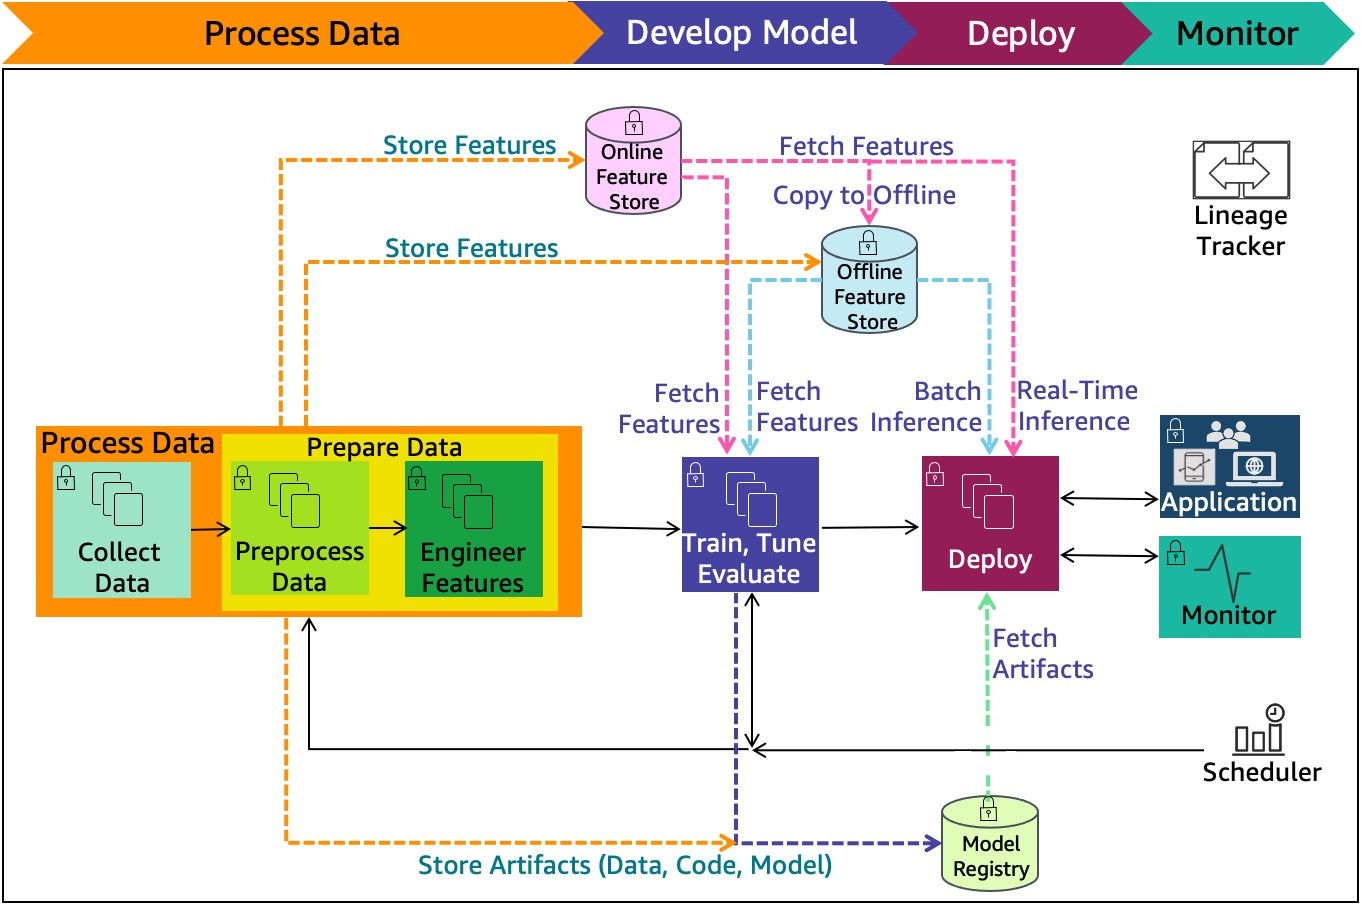 Process Data
Develop Model
Deploy
Monitor
Store Features
Online
Feature
Store
Fetch Features
Copy to Offline
Lineage
Tracker
Store Features
Offline
Feature
Store
Fetch
Features
Fetch
Features
Batch
Inference
Real-Time
Inference
Process Data
Prepare Data
Collect
Data
Preprocess
Data
Engineer
Features
Train, Tune
Evaluate
Deploy
Application
Monitor
Fetch
Artifacts
Scheduler
Store Artifacts (Data, Code, Model)
Model
Registry